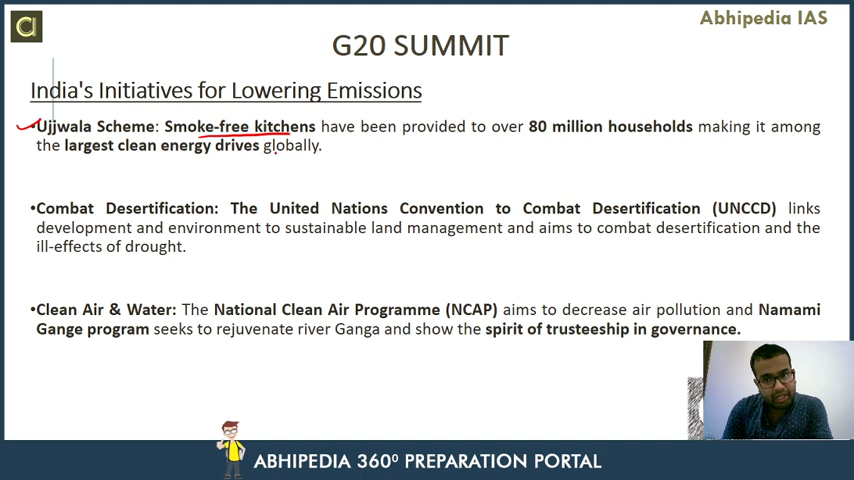 Abhipedia IAS
G20 SUMMIT
India's Initiatives for Lowering Emissions
•Ujjwala Scheme: Smoke-free kitchens have been provided to over 80 million households making it among
the largest clean energy drives globally.
•Combat Desertification: The United Nations Convention to Combat Desertification (UNCCD) links
development and environment to sustainable land management and aims to combat desertification and the
ill-effects of drought.
•Clean Air & Water: The National Clean Air Programme (NCAP) aims to decrease air pollution and Namami
Gange program seeks to rejuvenate river Ganga and show the spirit of trusteeship in governance.
ABHIPEDIA 360⁰ PREPARATION PORTAL